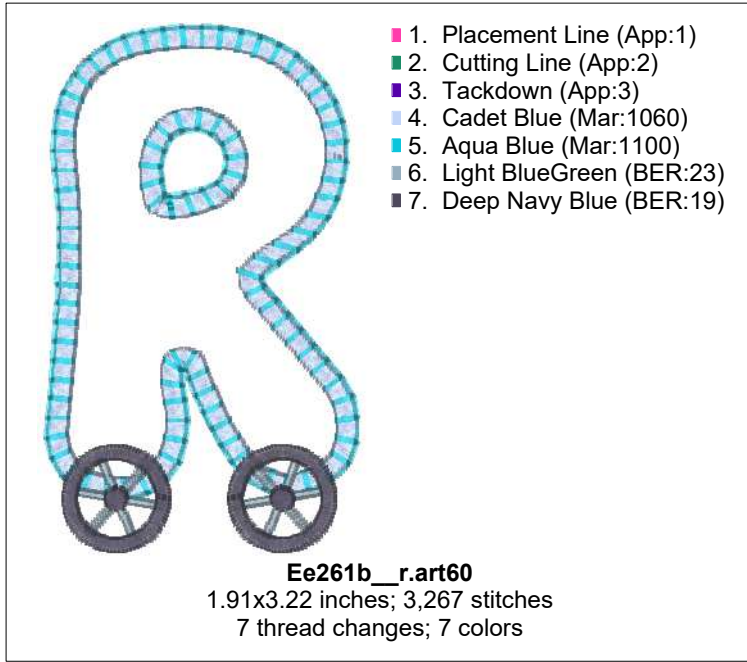 R
1. Placement Line (App:1)
2. Cutting Line (App:2)
3. Tackdown (App:3)
4. Cadet Blue (Mar:1060)
5. Aqua Blue (Mar:1100)
6. Light BlueGreen (BER:23)
7. Deep Navy Blue (BER:19)
Ee261b__r.art60
1.91x3.22 inches; 3,267 stitches
7 thread changes; 7 colors